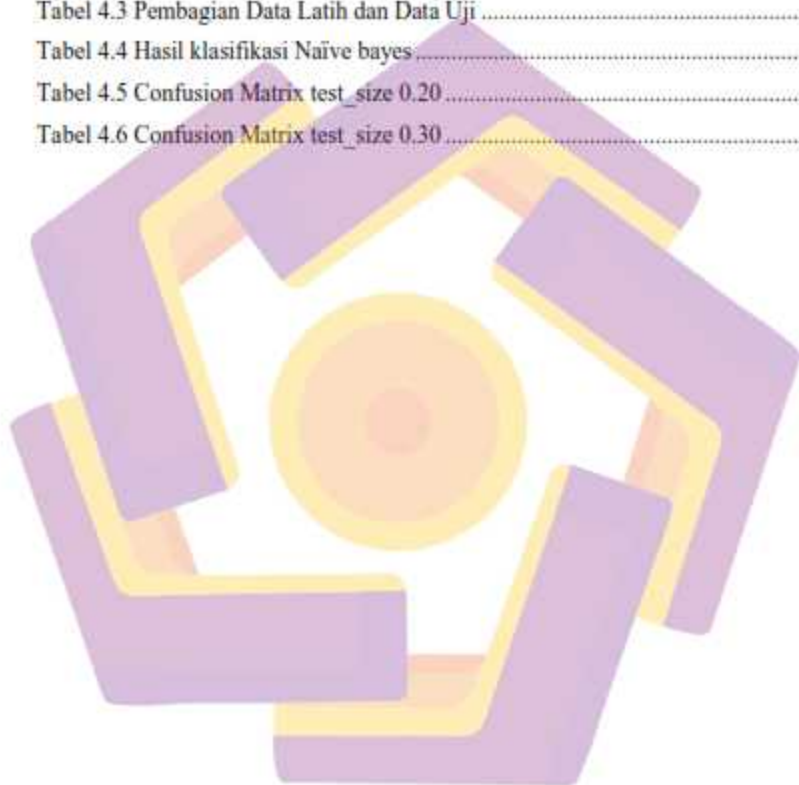 Tabel 4.3 Pembagian Data Latih dan Data Uji ................................................
Tabel 4.4 Hasil klasifikasi Naïve bayes ..........................................................
Tabel 4.5 Confusion Matrix test_size 0.20 .....................................................
Tabel 4.6 Confusion Matrix test_size 0.30 .....................................................